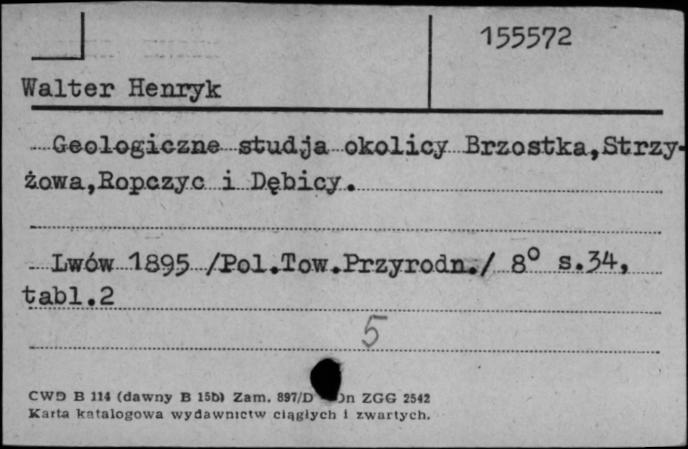 155572
Walter Henryk
Geologiczne studja okolicy Brzostka,Strzy-
żowa,Ropczyc i Dębicy.
Lwów 1895 /Pol.Tow.Przyrodn./ 8° s.34,
tabl.2
5
CWD B 114 (dawny B 15b) Zam. 897/D ZGG 2542
Karta katalogowa wydawnictw ciągłych i zwartych.